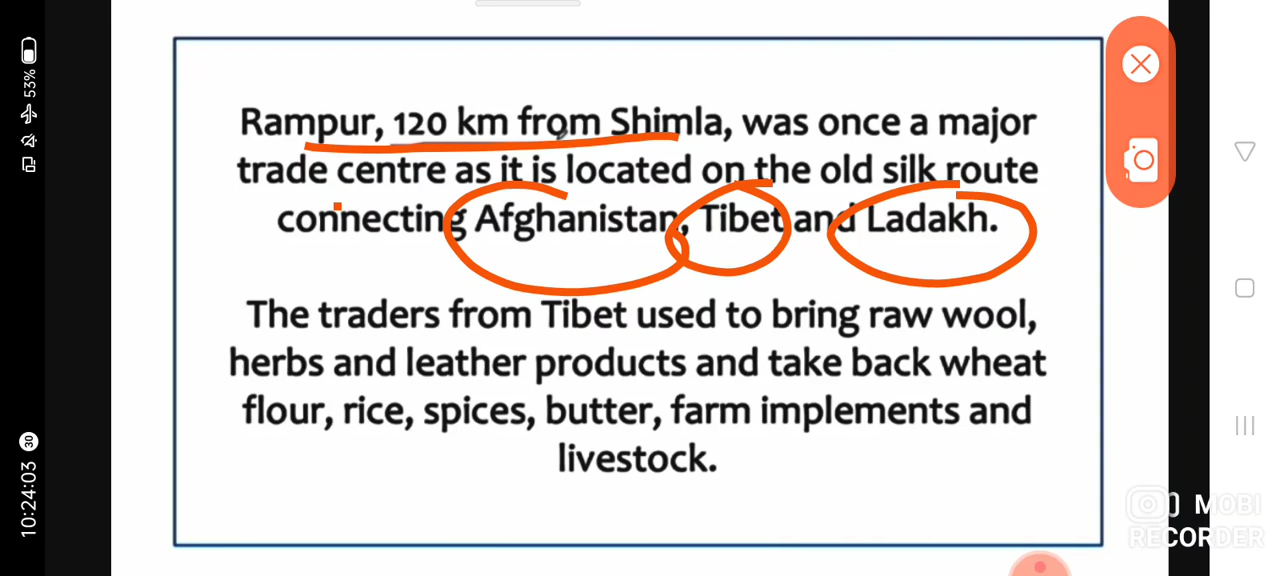 53%
Rampur, 120 km from Shimla, was once a major
trade centre as it is located on the old silk route
connecting Afghanistan, Tibet and Ladakh.
The traders from Tibet used to bring raw wool,
herbs and leather products and take back wheat
flour, rice, spices, butter, farm implements and
livestock.
30
10:24:03
MOBI
RECORDER